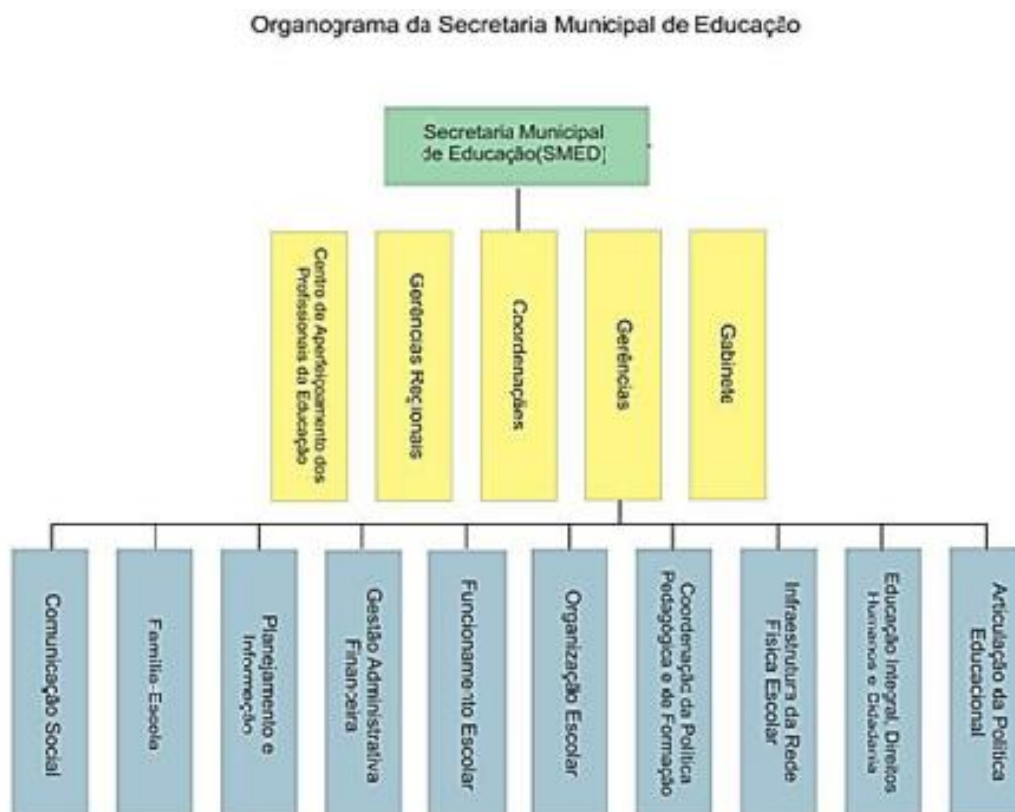 Organograma da Secretaria Municipal de Educação
Secretaria Municipal
de Educação(SMED)
Centro de Aperfeiçoamento dos
Profissionais da Educação
Gerências Regionais
Coordenações
Gerências
Gabinete
Comunicação Social
Família-Escola
Planejamento e
Informação
Gestão Administrativa
Financeira
Funcionamento Escolar
Organização Escolar
Coordenação da Política
Pedagógica e de Formação
Infraestrutura da Rede
Física Escolar
Educação Integral, Direitos
Humanos e Cidadania
Articulação da Política
Educacional